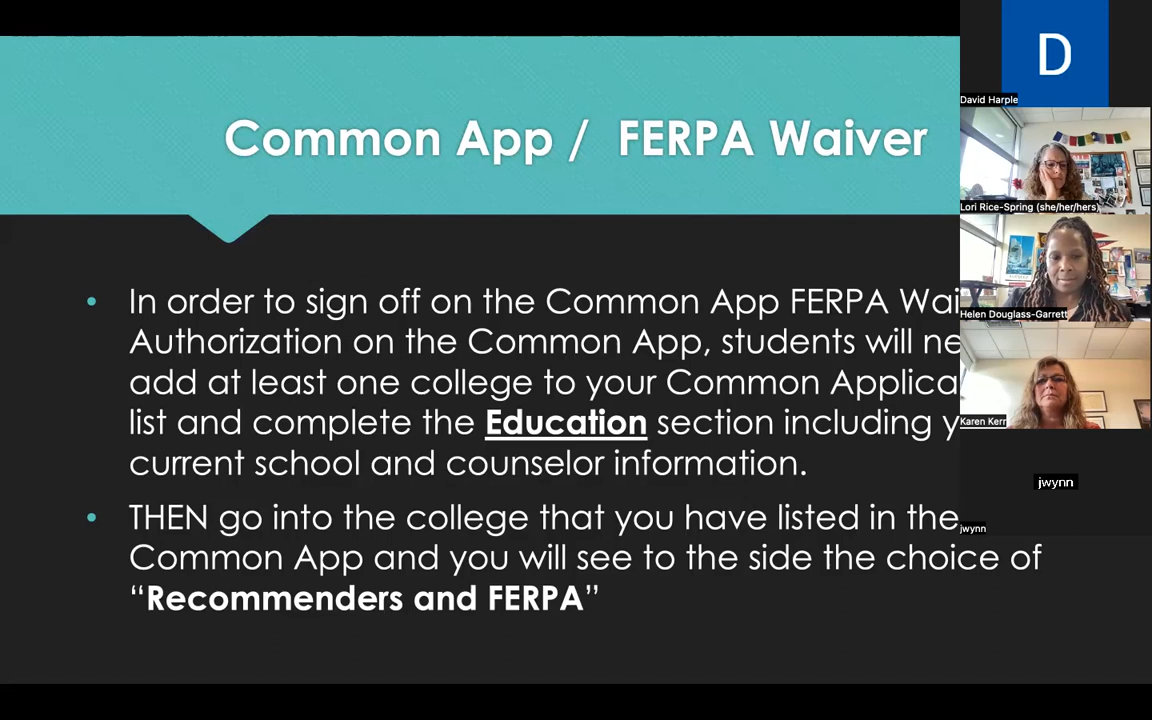 Common App /  FERPA Waiver
• In order to sign off on the Common App FERPA
Authorization on the Common App, students will
add at least one college to your Common
list and complete the Education section including
current school and counselor information.
• THEN go into the college that you have listed in the
Common App and you will see to the side the choice of
“Recommenders and FERPA”
D
David Harple
Lori Rice-Spring (she/her/hers)
Helen Douglass-Garrett
Karen Kerr
jwynn
jwynn